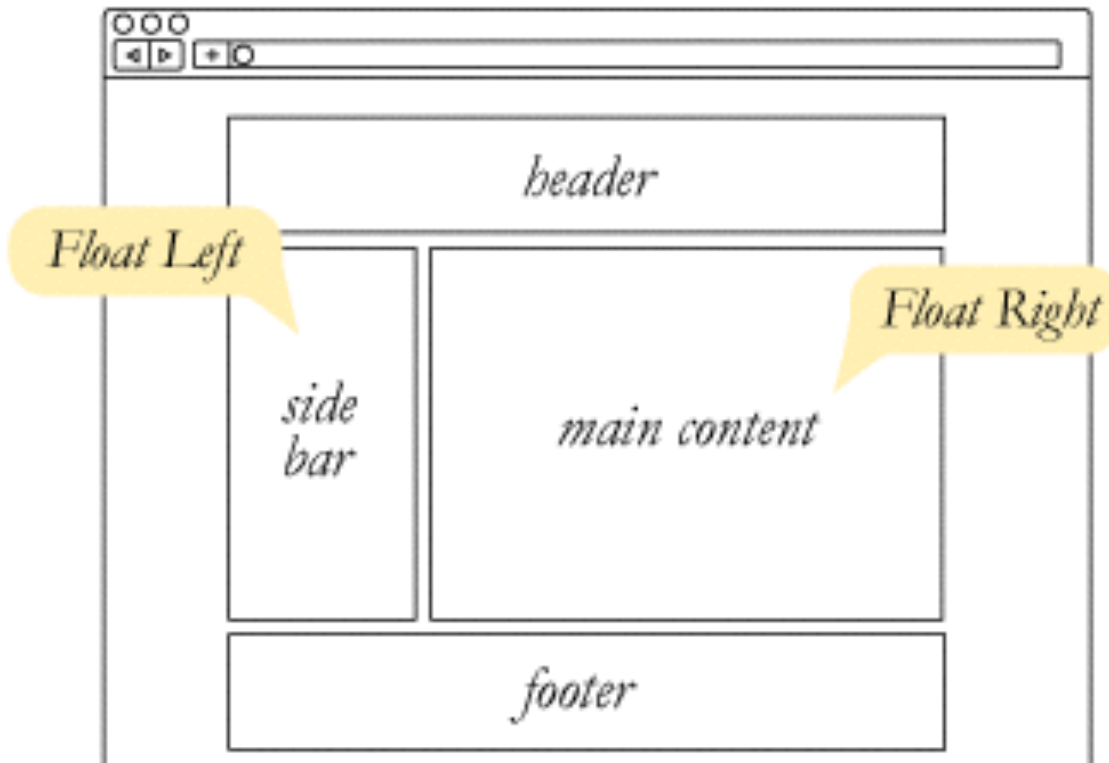 header
Float Left
Float Right
side
bar
main content
footer